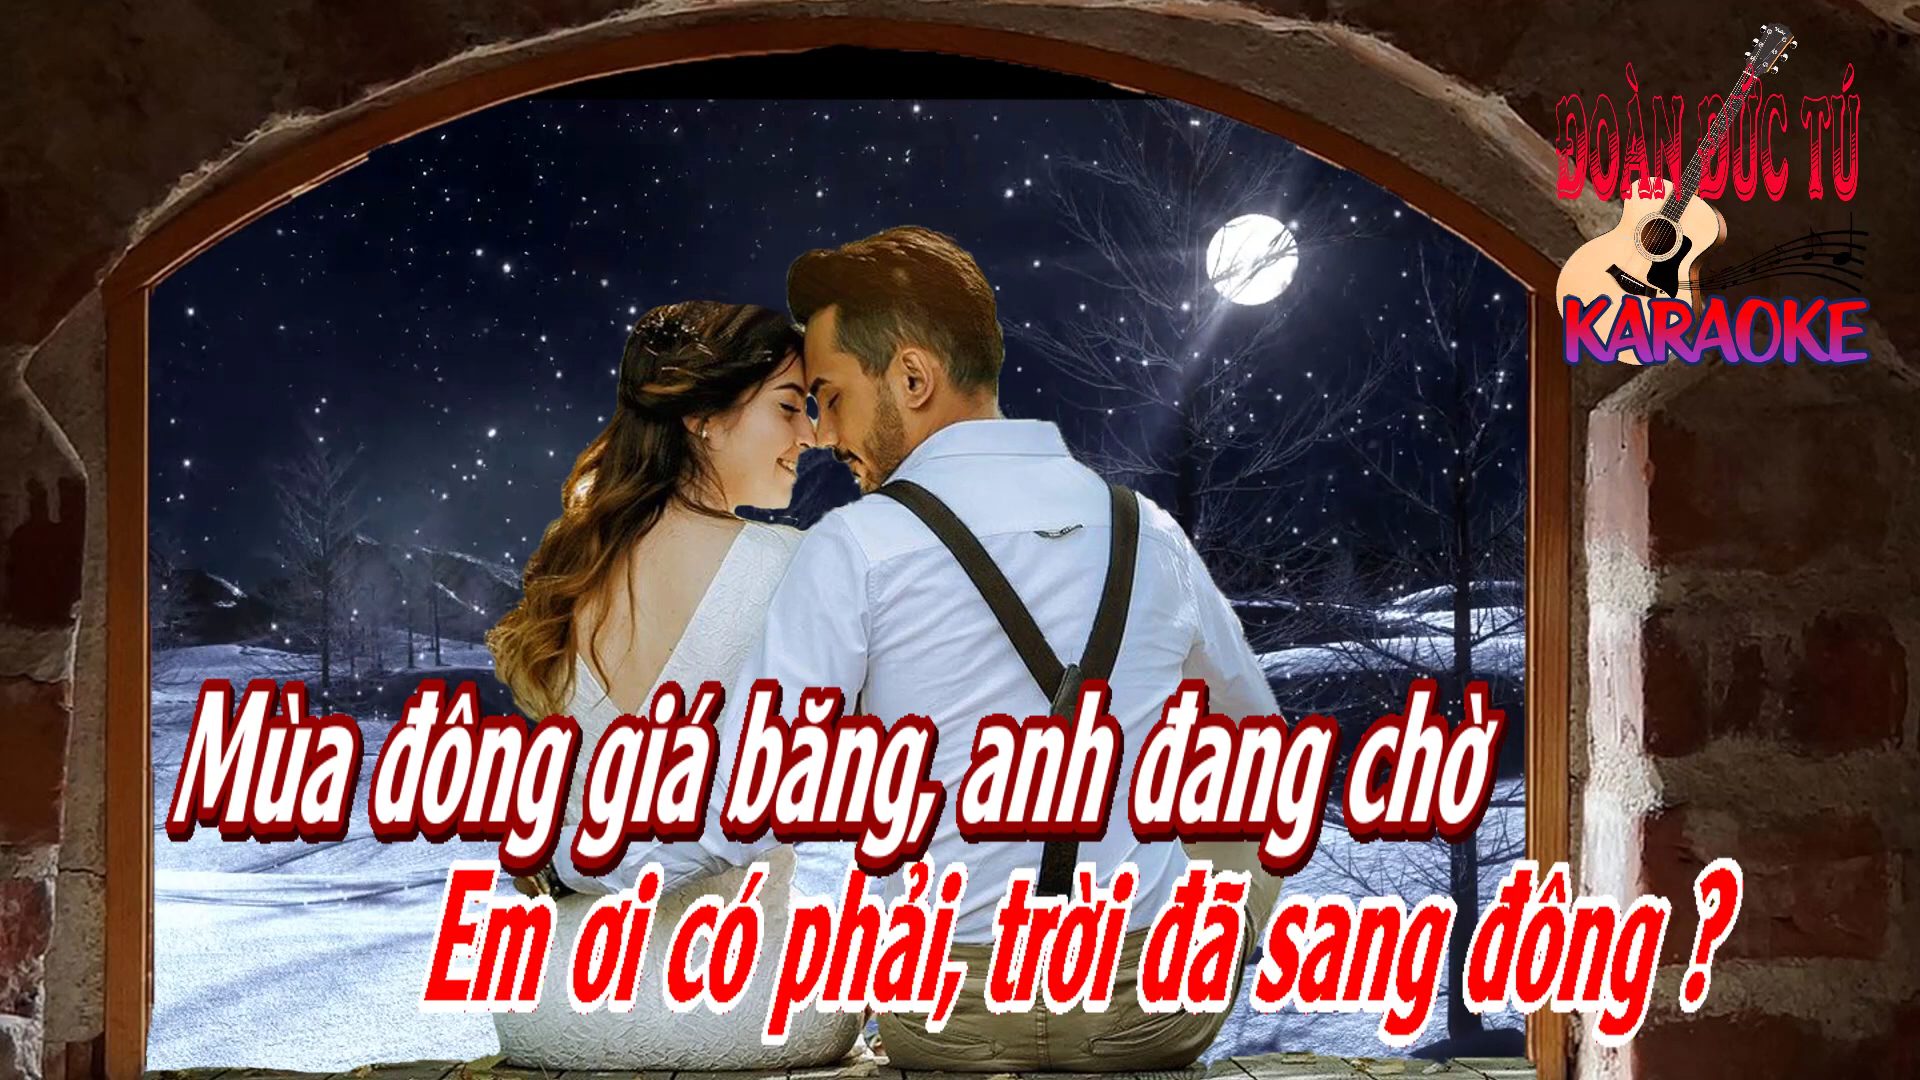 ĐOÀN ĐỨC TÚ
KARAOKE
Mùa đông giá băng, anh đang chờ
Em ơi có phải, trời đã sang đông ?